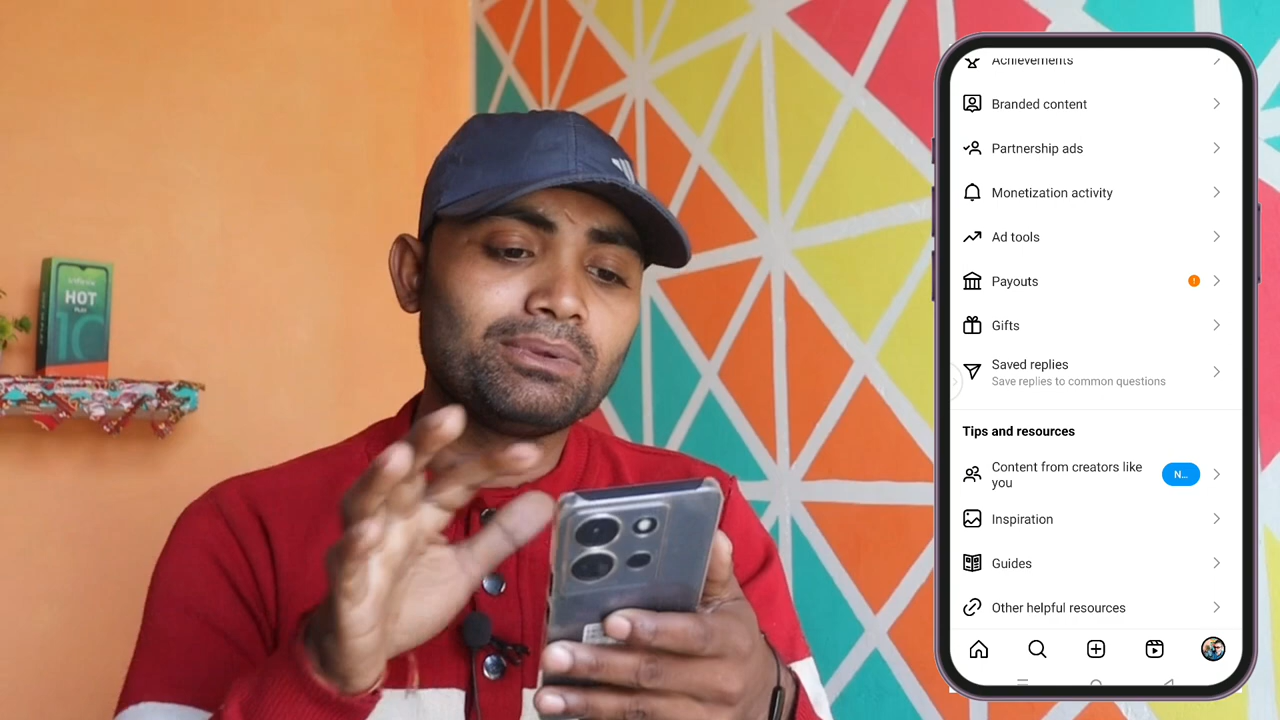 Achievements
Branded content
Partnership ads
Monetization activity
Ad tools
Payouts
!
Gifts
Saved replies
Save replies to common questions
Tips and resources
Content from creators like
you
N...
Inspiration
Guides
Other helpful resources
Infinix
HOT
10